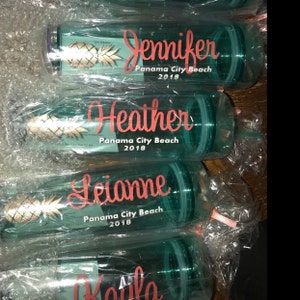 Jennifer
Panama City Beach
2018
Heather
Panama City Beach
2018
Leianne
Panama City Beach
2018
Kayla